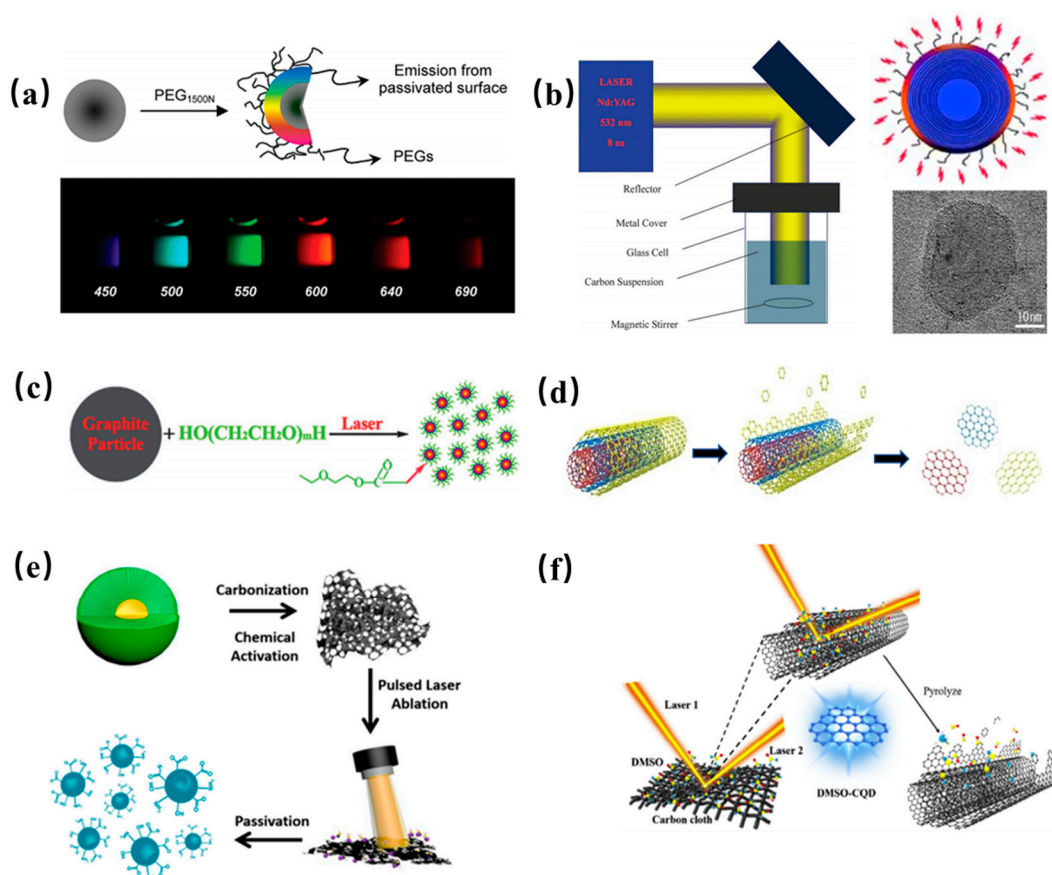 (a)
PEG1500N
Emission from
passivated surface
PEGs
450 500 550 600 640 690
(b)
LASER
Nd:YAG
532 nm
8 ns
Reflector
Metal Cover
Glass Cell
Carbon Suspension
Magnetic Stirrer
10nm
(c)
Graphite
Particle
+ HO(CH2CH2O)mH
Laser
O
O O C
(d)
(e)
Carbonization
Chemical
Activation
Pulsed Laser
Ablation
Passivation
(f)
Laser 1
Laser 2
DMSO
Carbon cloth
DMSO-CQD
Pyrolyze